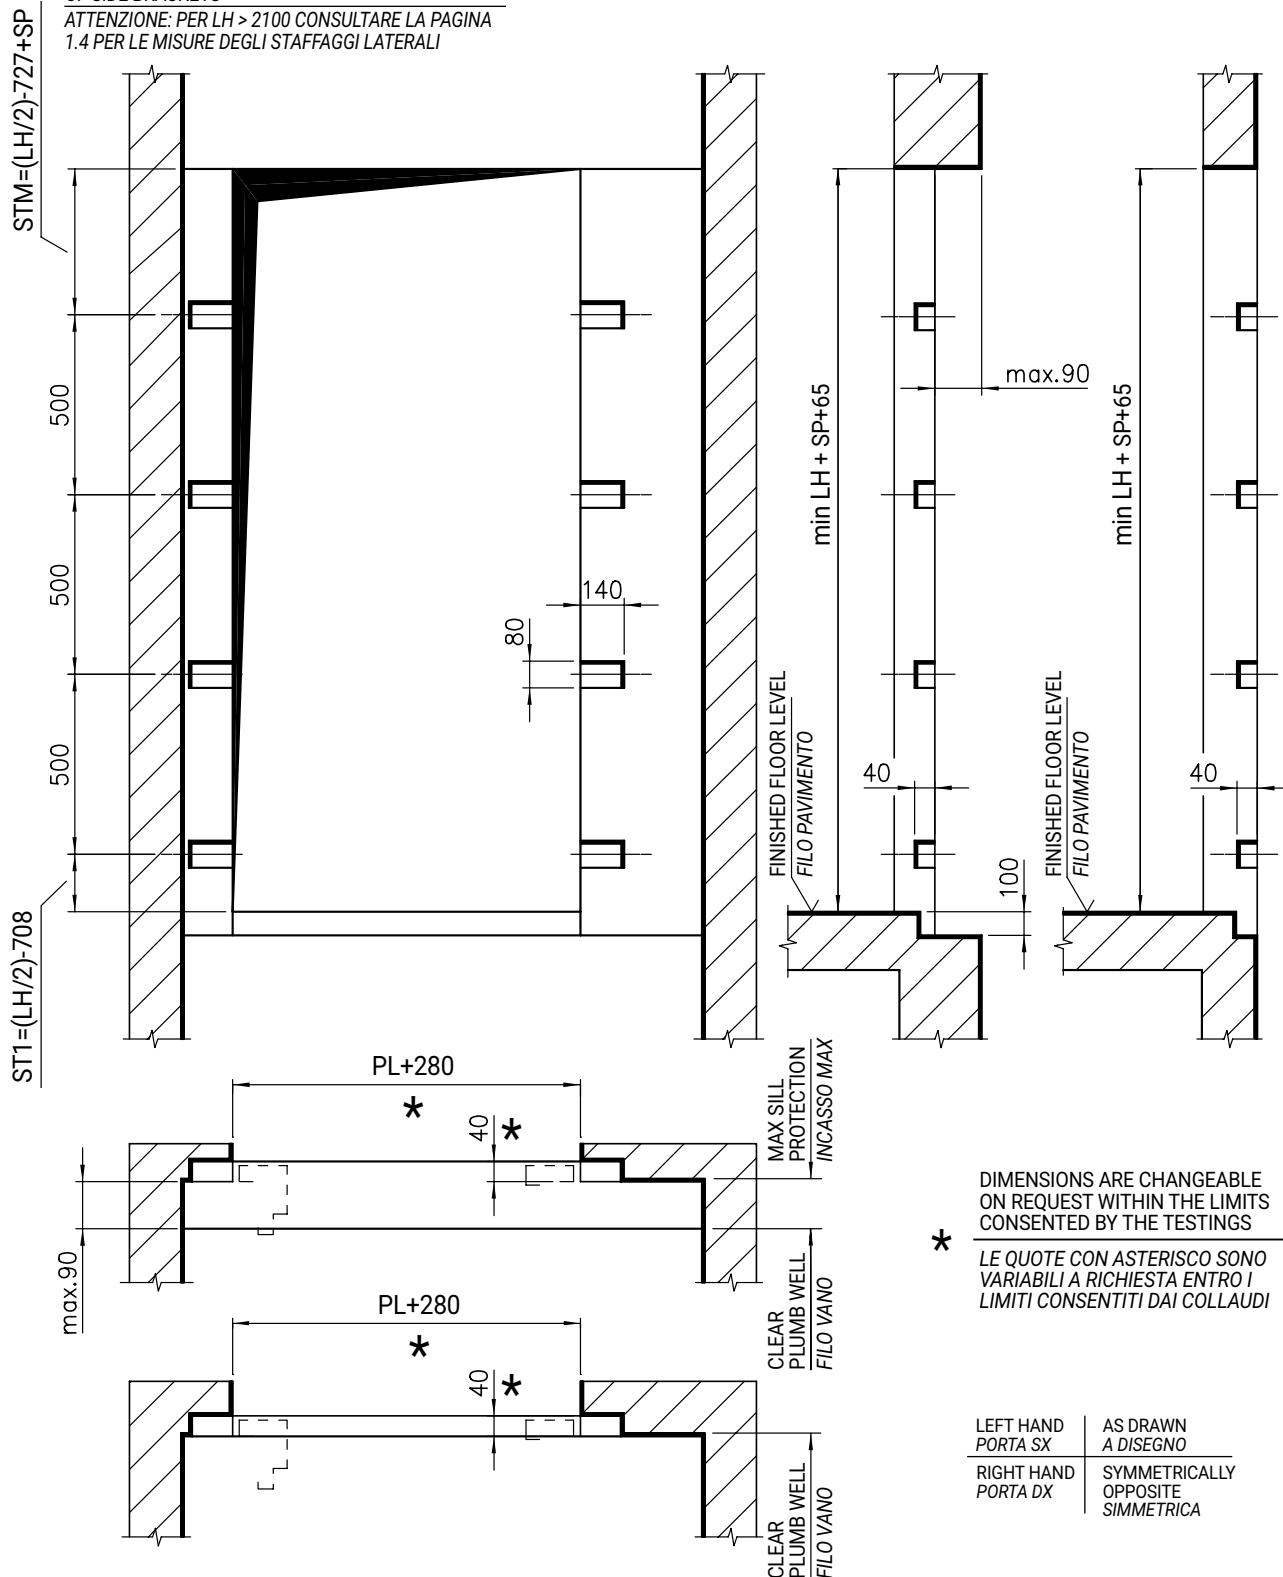 ATTENZIONE: PER LH > 2100 CONSULTARE LA PAGINA
1.4 PER LE MISURE DEGLI STAFFAGGI LATERALI
STM=(LH/2)-727+SP
500
500
500
ST1=(LH/2)-708
140
80
max.90
min LH + SP+65
min LH + SP+65
FINISHED FLOOR LEVEL
FILO PAVIMENTO
40
100
FINISHED FLOOR LEVEL
FILO PAVIMENTO
40
PL+280
*
40
*
max.90
MAX SILL
PROTECTION
INCASSO MAX
CLEAR
PLUMB WELL
FILO VANO
PL+280
*
40
*
CLEAR
PLUMB WELL
FILO VANO
*
DIMENSIONS ARE CHANGEABLE
ON REQUEST WITHIN THE LIMITS
CONSENTED BY THE TESTINGS
LE QUOTE CON ASTERISCO SONO
VARIABILI A RICHIESTA ENTRO I
LIMITI CONSENTITI DAI COLLAUDI
LEFT HAND
PORTA SX
AS DRAWN
A DISEGNO
RIGHT HAND
PORTA DX
SYMMETRICALLY
OPPOSITE
SIMMETRICA